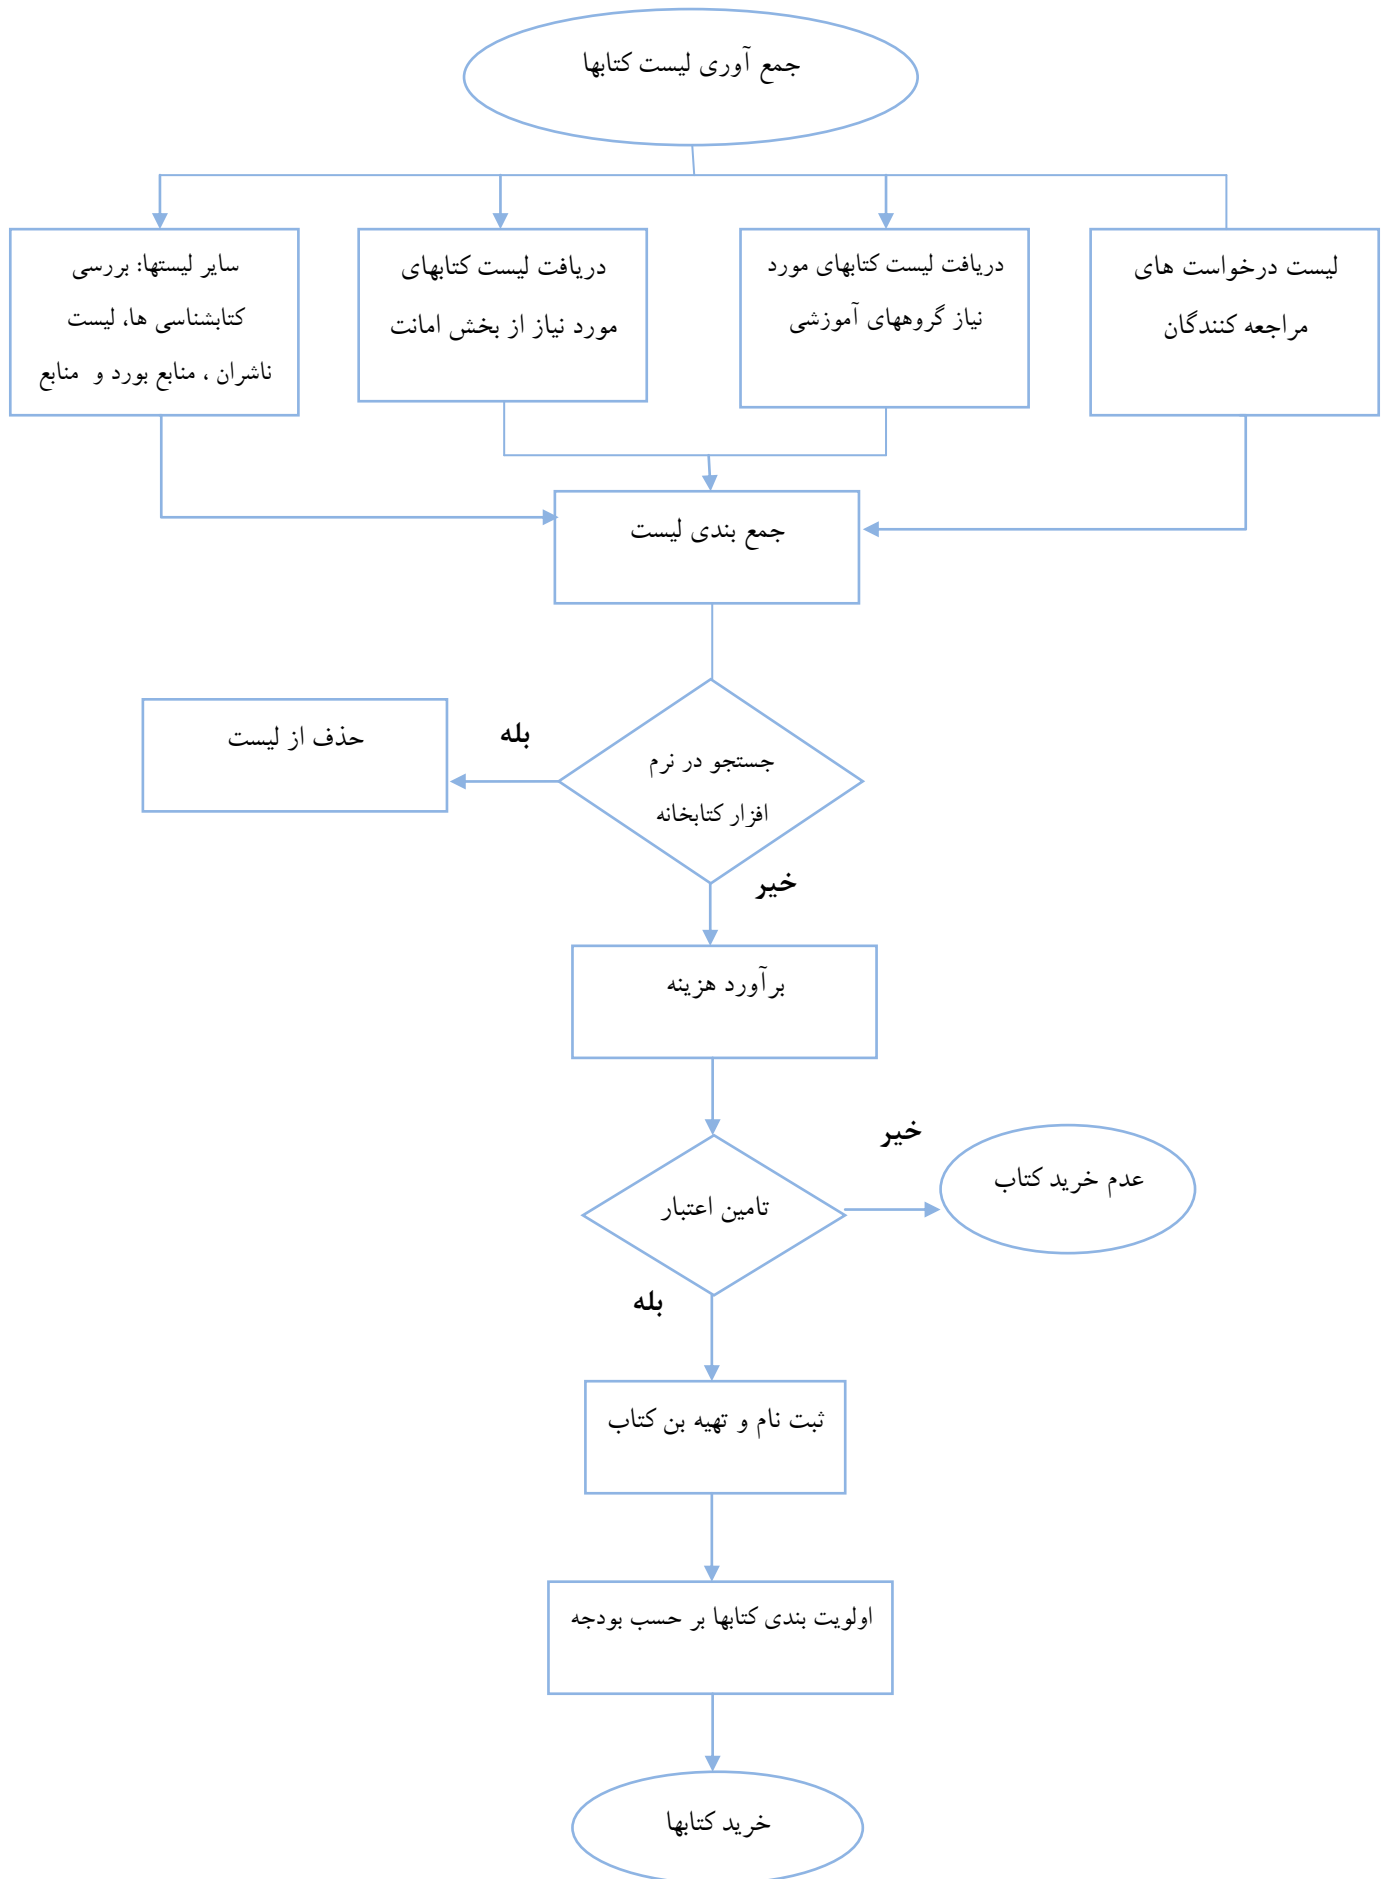 جمع آوری لیست کتابها
لیست درخواست های
مراجعه کنندگان
دریافت لیست کتابهای مورد
نیاز گروههای آموزشی
دریافت لیست کتابهای
مورد نیاز از بخش امانت
سایر لیستها: بررسی
کتابشناسی ها، لیست
ناشران ، منابع بورد و منابع
جمع بندی لیست
جستجو در نرم
افزار کتابخانه
بله
حذف از لیست
خیر
برآورد هزینه
تامین اعتبار
خیر
عدم خرید کتاب
بله
ثبت نام و تهیه بن کتاب
اولویت بندی کتابها بر حسب بودجه
خرید کتابها